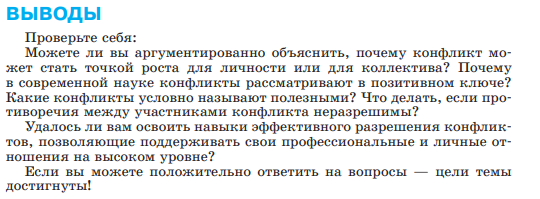 ВЫВОДЫ
Проверьте себя:
Можете ли вы аргументированно объяснить, почему конфликт мо-
жет стать точкой роста для личности или для коллектива? Почему
в современной науке конфликты рассматривают в позитивном ключе?
Какие конфликты условно называют полезными? Что делать, если про-
тиворечия между участниками конфликта неразрешимы?
Удалось ли вам освоить навыки эффективного разрешения конфлик-
тов, позволяющие поддерживать свои профессиональные и личные от-
ношения на высоком уровне?
Если вы можете положительно ответить на вопросы — цели темы
достигнуты!